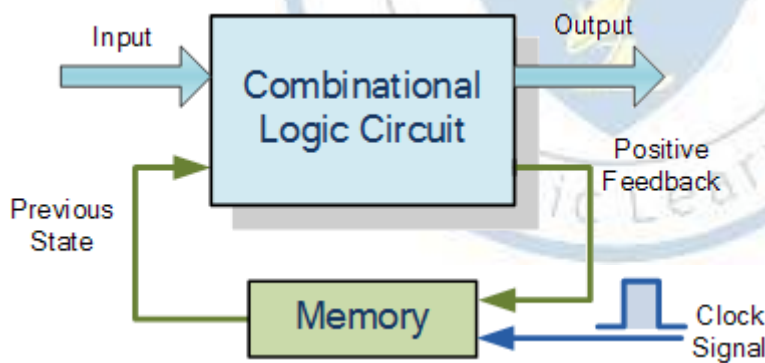 Input
Output
Combinational
Logic Circuit
Positive
Feedback
Previous
State
Memory
Clock
Signal